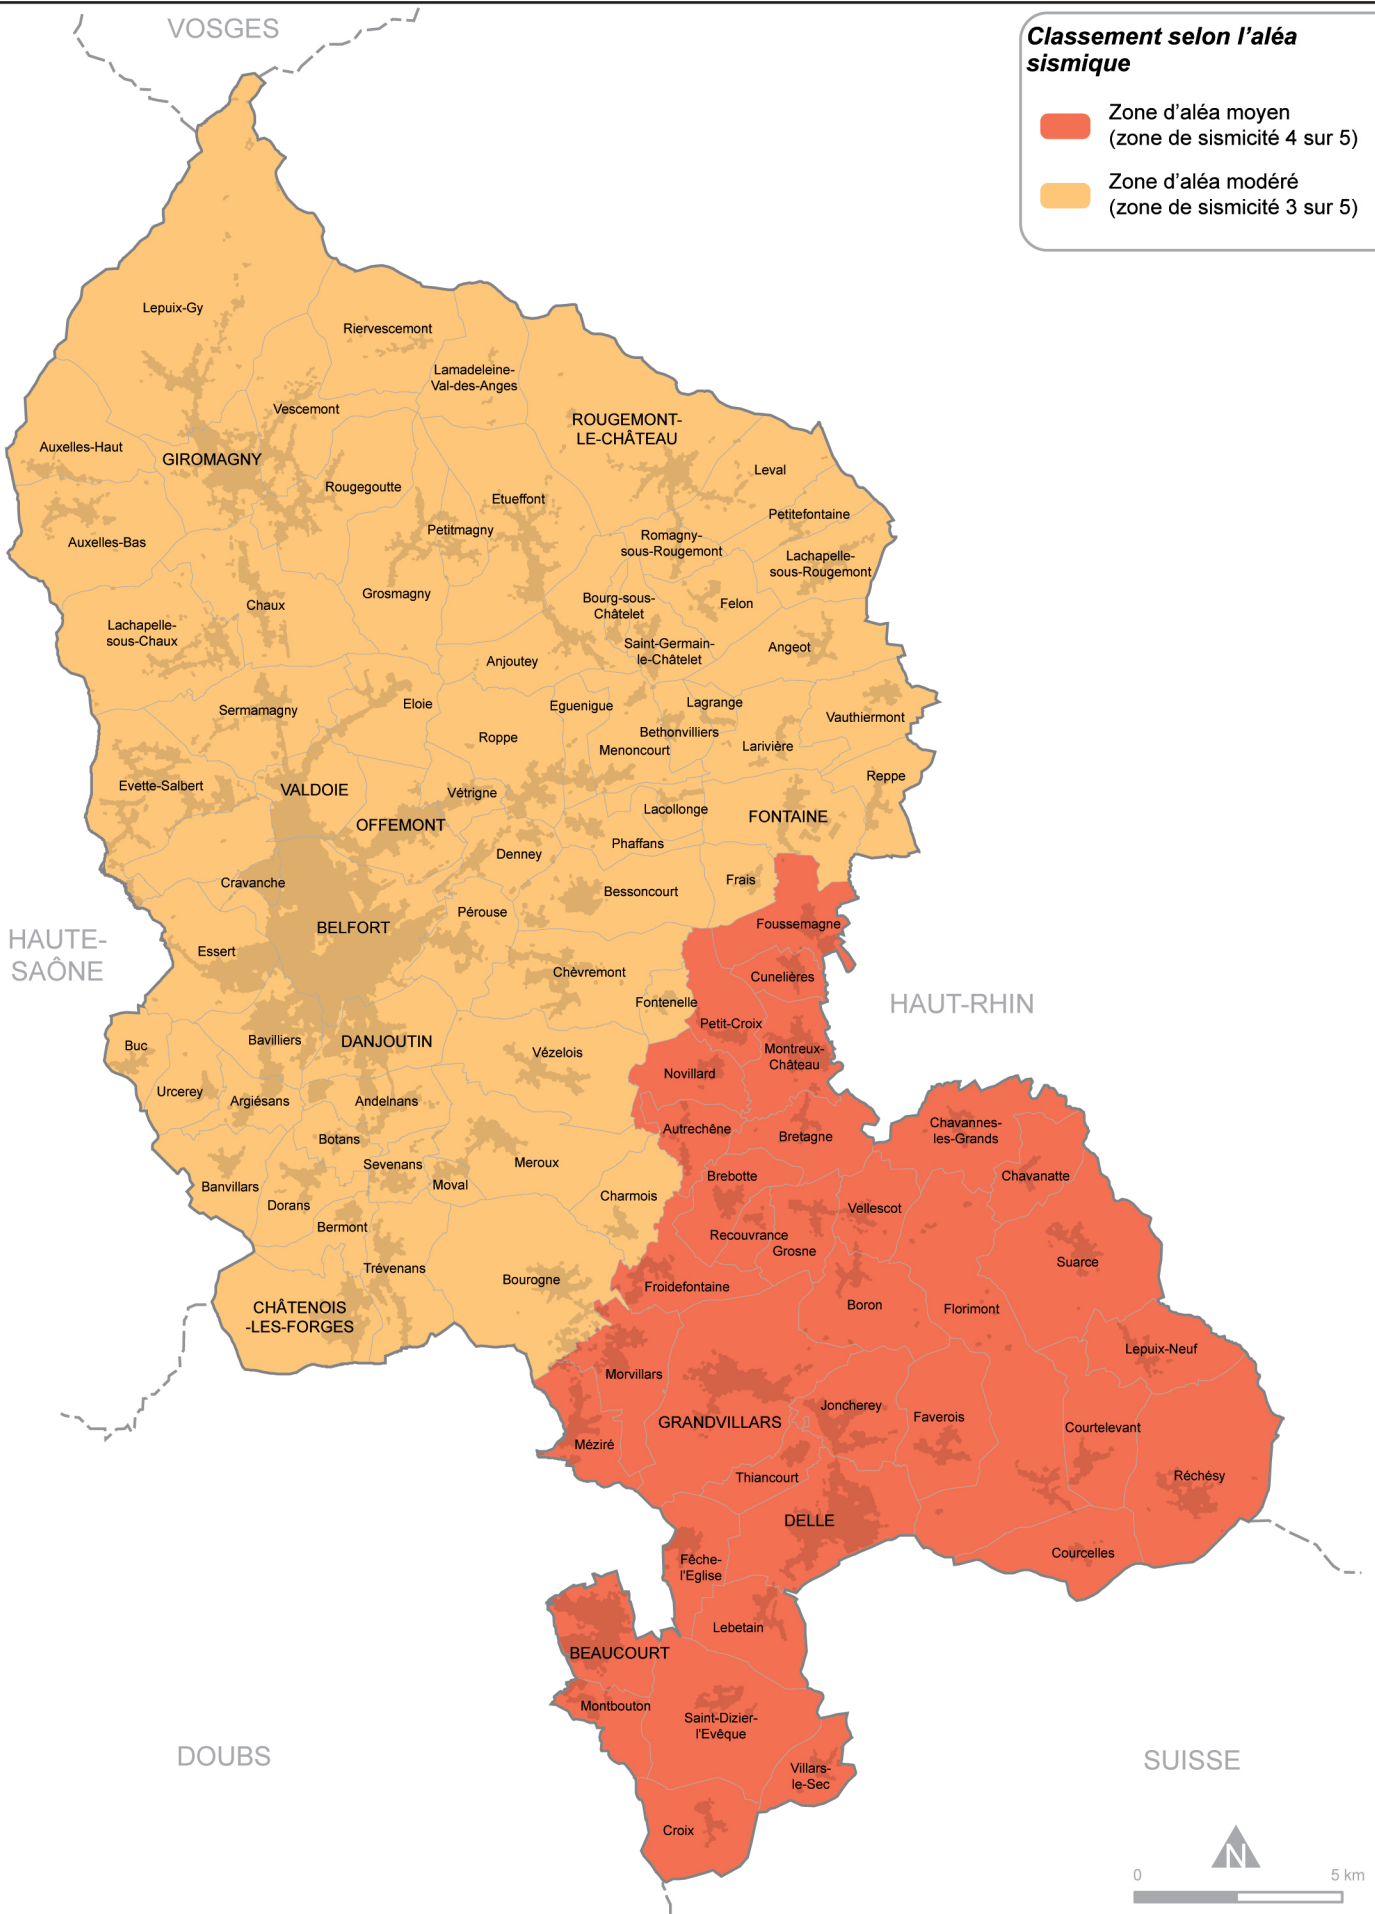 VOSGES
Classement selon l'aléa
sismique
Zone d'aléa moyen
(zone de sismicité 4 sur 5)
Zone d'aléa modéré
(zone de sismicité 3 sur 5)
Lepuix-Gy
Riervescemont
Lamadeleine-
Val-des-Anges
Vescemont
ROUGEMONT-
LE-CHÂTEAU
Auxelles-Haut
GIROMAGNY
Leval
Rougegoutte
Etueffont
Petitefontaine
Petitmagny
Auxelles-Bas
Romagny-
sous-Rougemont
Lachapelle-
sous-Rougemont
Grosmagny
Chaux
Bourg-sous-
Châtelet
Felon
Lachapelle-
sous-Chaux
Saint-Germain-
le-Châtelet
Angeot
Anjoutey
Sermamagny
Eloie
Eguenigue
Lagrange
Vauthiermont
Roppe
Bethonvilliers
Menoncourt
Larivière
Evette-Salbert
Reppe
VALDOIE
Vétrigne
OFFEMONT
Lacollonge
FONTAINE
Phaffans
Denney
Cravanche
Bessoncourt
Frais
Pérouse
BELFORT
Foussemagne
HAUTE-
SAÔNE
Essert
Chèvremont
Cunelières
Fontenelle
HAUT-RHIN
Petit-Croix
Buc
Bavilliers
DANJOUTIN
Vézelois
Montreux-
Château
Novillard
Urcerey
Argiésans
Andelnans
Autrechêne
Bretagne
Chavannes-
les-Grands
Botans
Sevenans
Meroux
Chavanatte
Banvillars
Moval
Brebotte
Dorans
Charmois
Vellescot
Bermont
Recouvrance
Grosne
Suarce
Trévenans
Bourogne
Froidefontaine
CHÂTENOIS
-LES-FORGES
Boron
Florimont
Lepuix-Neuf
Morvillars
Joncherey
Faverois
GRANDVILLARS
Courtelevant
Méziré
Thiancourt
Réchésy
DELLE
Fêche-
l'Eglise
Courcelles
Lebetain
BEAUCOURT
Montbouton
Saint-Dizier-
l'Evêque
DOUBS
SUISSE
Villars-
le-Sec
Croix
N
0
5 km